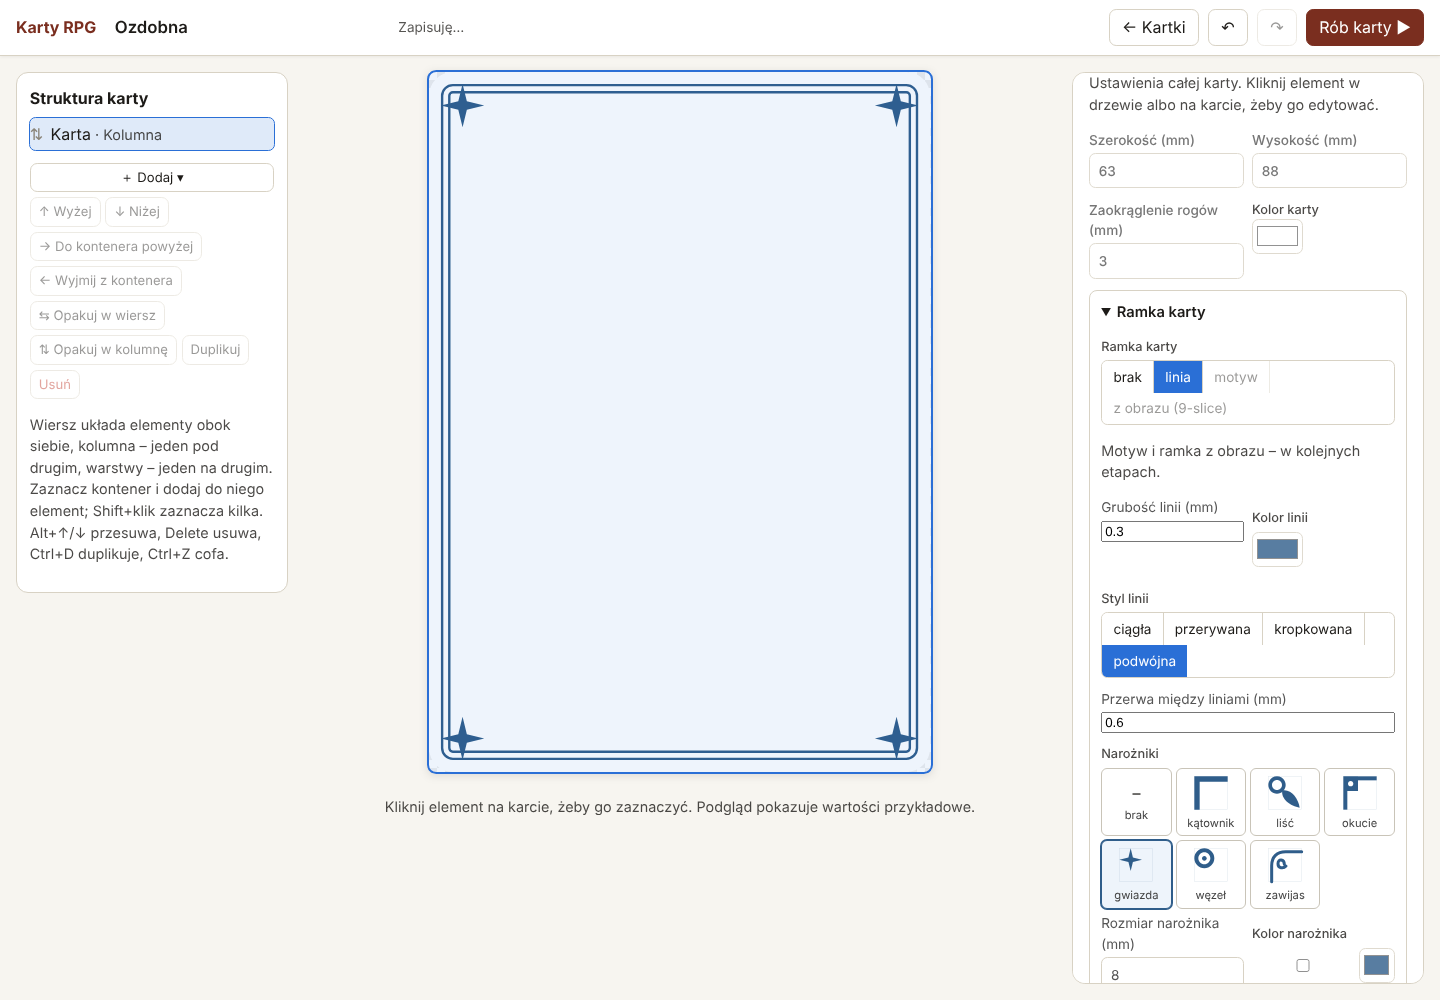 Karty RPG Ozdobna Zapisuję... ← Kartki ↶ ↷ Rób karty ▶
Struktura karty
⇅ Karta · Kolumna
+ Dodaj ▾
↑ Wyżej ↓ Niżej
→ Do kontenera powyżej
← Wyjmij z kontenera
⇆ Opakuj w wiersz
⇅ Opakuj w kolumnę Duplikuj
Usuń
Wiersz układa elementy obok
siebie, kolumna – jeden pod
drugim, warstwy – jeden na drugim.
Zaznacz kontener i dodaj do niego
element; Shift+klik zaznacza kilka.
Alt+↑/↓ przesuwa, Delete usuwa,
Ctrl+D duplikuje, Ctrl+Z cofa.
Kliknij element na karcie, żeby go zaznaczyć. Podgląd pokazuje wartości przykładowe.
Ustawienia całej karty. Kliknij element w
drzewie albo na karcie, żeby go edytować.
Szerokość (mm) Wysokość (mm)
63 88
Zaokrąglenie rogów
(mm)
Kolor karty
3
▼ Ramka karty
Ramka karty
brak linia motyw
z obrazu (9-slice)
Motyw i ramka z obrazu – w kolejnych
etapach.
Grubość linii (mm)
Kolor linii
0.3
Styl linii
ciągła przerywana kropkowana
podwójna
Przerwa między liniami (mm)
0.6
Narożniki
–
brak kątownik liść okucie
gwiazda węzeł zawijas
Rozmiar narożnika
(mm)
Kolor narożnika
8